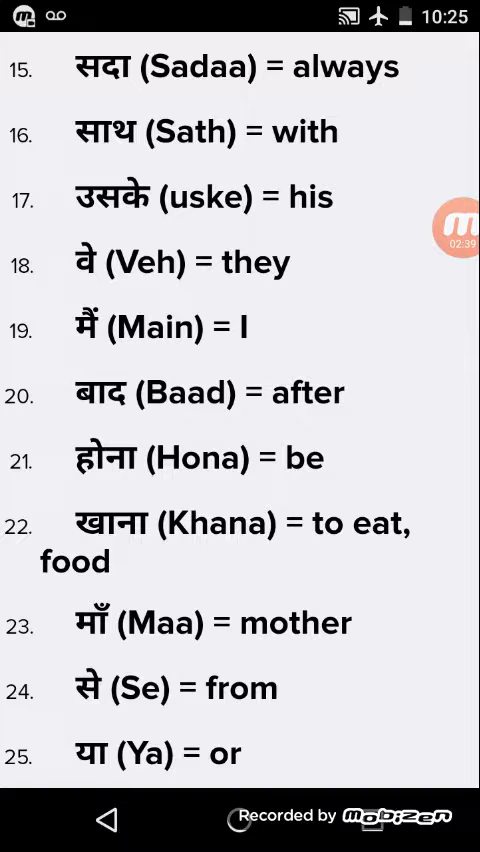 10:25
15. सदा (Sadaa) = always
16. साथ (Sath) = with
17. उसके (uske) = his
02:39
18. वे (Veh) = they
19. मैं (Main) = I
20. बाद (Baad) = after
21. होना (Hona) = be
22. खाना (Khana) = to eat,
food
23. माँ (Maa) = mother
24. से (Se) = from
25. या (Ya) = or
Recorded by MOBIZEN